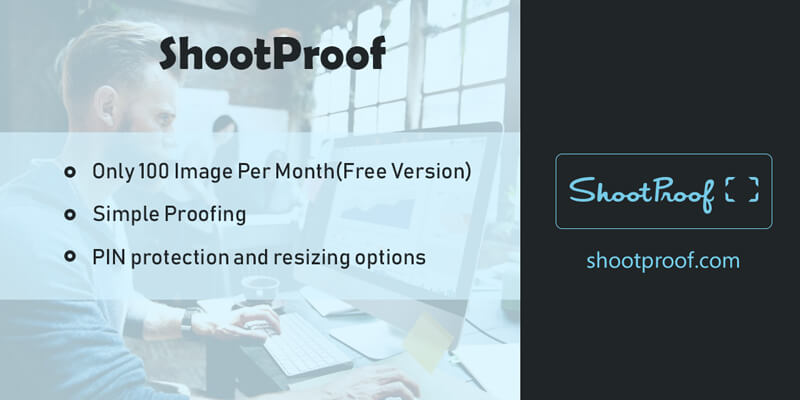 ShootProof
Only 100 Image Per Month(Free Version)
Simple Proofing
PIN protection and resizing options
ShootProof
shootproof.com